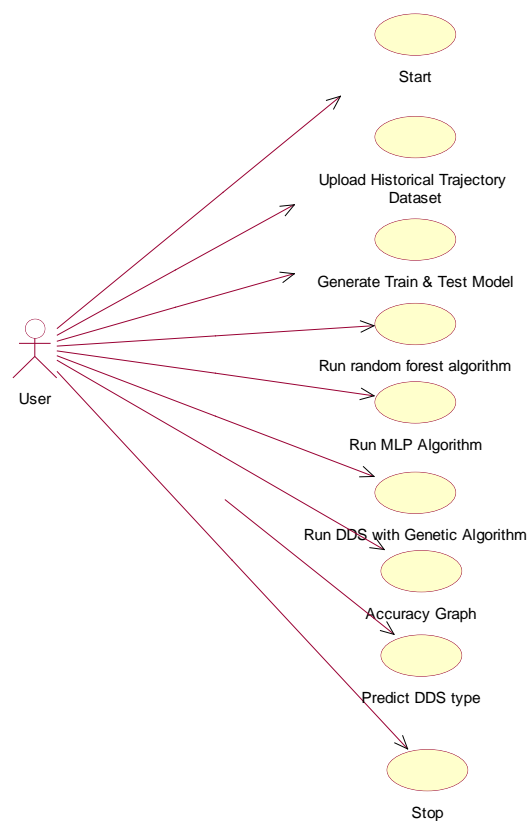 Start
Upload Historical Trajectory
Dataset
Generate Train & Test Model
Run random forest algorithm
User
Run MLP Algorithm
Run DDS with Genetic Algorithm
Accuracy Graph
Predict DDS type
Stop